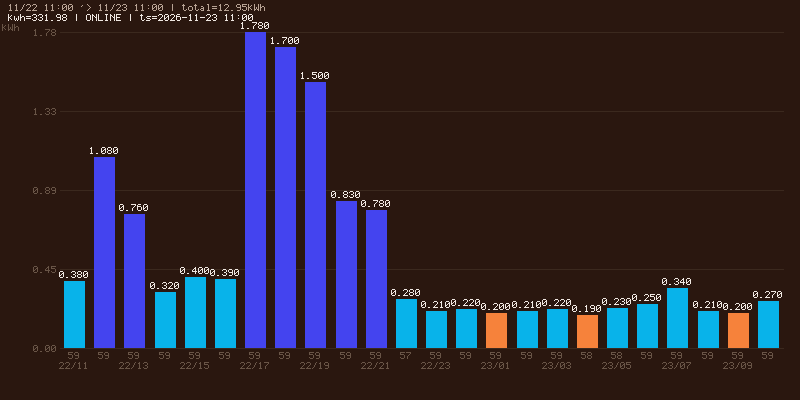 11/22 11:00 -> 11/23 11:00 | total=12.95kWh
Kwh=331.98 | ONLINE | ts=2026-11-23 11:00
kWh
1.78
1.33
0.89
0.45
0.00
0.380 1.080 0.760 0.320 0.400 0.390 1.780 1.700 1.500 0.830 0.780 0.280 0.210 0.220 0.200 0.210 0.220 0.190 0.230 0.250 0.340 0.210 0.200 0.270
59 59 59 59 59 59 59 59 59 59 59 57 59 59 59 59 59 58 58 59 59 59 59 59
22/11 22/13 22/15 22/17 22/19 22/21 22/23 23/01 23/03 23/05 23/07 23/09